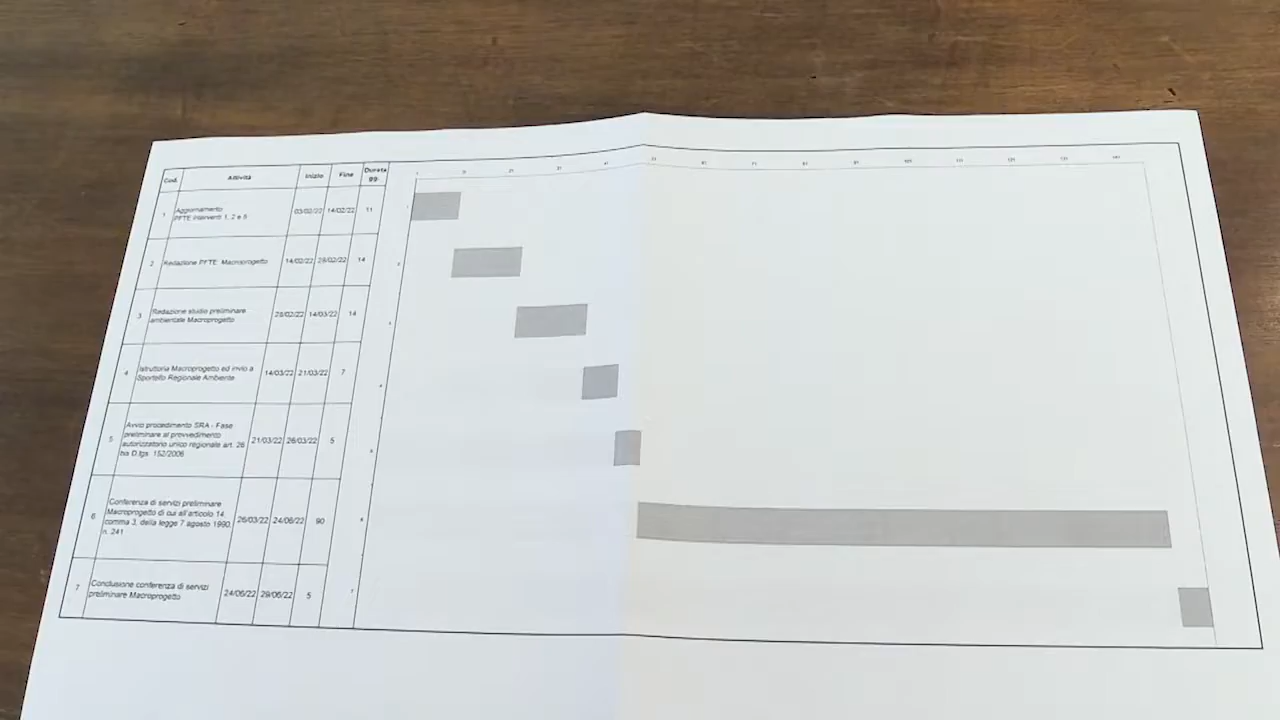 Cod. Attività Inizio Fine Durata
gg
1 Aggiornamento 03/02/22 14/02/22 11
PFTE interventi 1, 2 e
2 Redazione PFTE Macroprogetto 14/02/22 28/02/22 14
3 Redazione studio preliminare 28/02/22 14/03/22 14
ambientale Macroprogetto
4 Istruttoria Macroprogetto ed invio a 14/03/22 21/03/22 7
Sportello Regionale Ambiente
5 Avvio procedimento SRA - Fase 21/03/22 26/03/22 5
preliminare al provvedimento
autorizzatorio unico regionale art. 26
bis D.lgs. 152/2006
6 Conferenza di servizi preliminare 26/03/22 24/06/22 90
Macroprogetto di cui all'articolo 14,
comma 3, della legge 7 agosto 1990,
n. 241
7 Conclusione conferenza di servizi 24/06/22 29/06/22 5
preliminare Macroprogetto